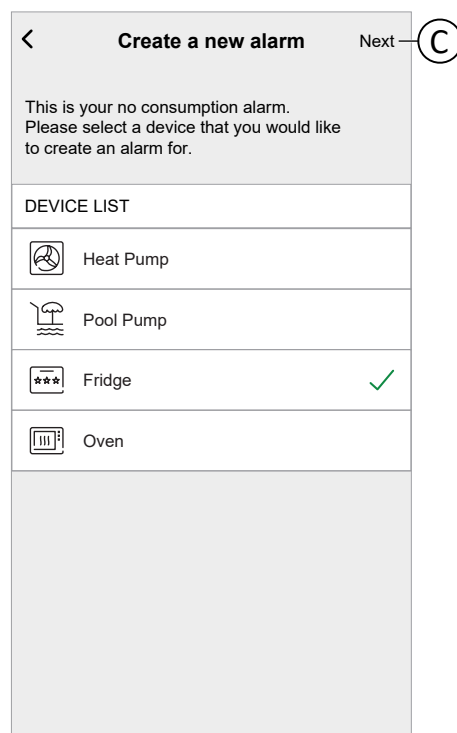 Create a new alarm Next C
This is your no consumption alarm.
Please select a device that you would like
to create an alarm for.
DEVICE LIST
Heat Pump
Pool Pump
Fridge
Oven